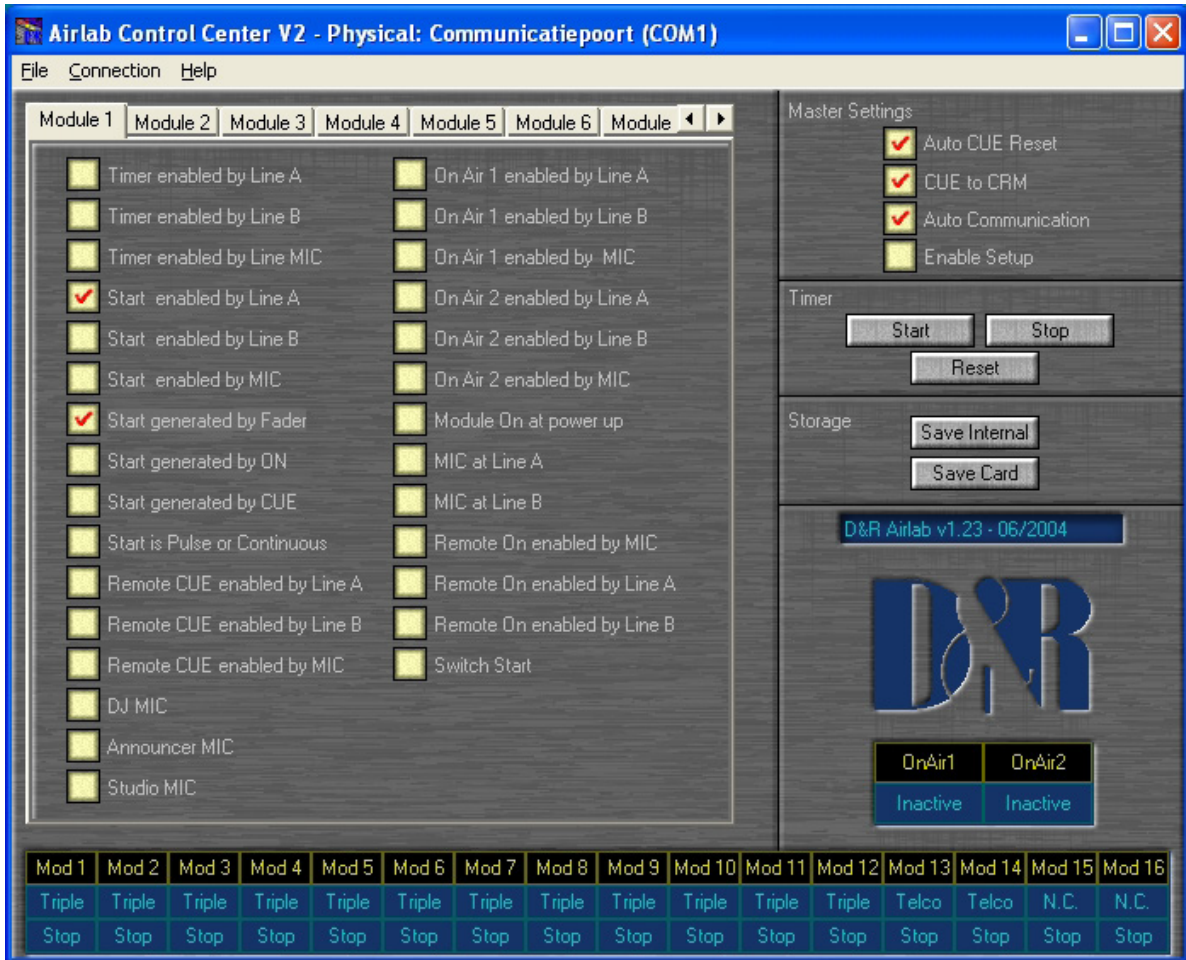 Airlab Control Center V2 - Physical: Communicatiepoort (COM1)
File Connection Help
Module 1 Module 2 Module 3 Module 4 Module 5 Module 6 Module
Timer enabled by Line A
Timer enabled by Line B
Timer enabled by Line MIC
Start enabled by Line A
Start enabled by Line B
Start enabled by MIC
Start generated by Fader
Start generated by ON
Start generated by CUE
Start is Pulse or Continuous
Remote CUE enabled by Line A
Remote CUE enabled by Line B
Remote CUE enabled by MIC
DJ MIC
Announcer MIC
Studio MIC
On Air 1 enabled by Line A
On Air 1 enabled by Line B
On Air 1 enabled by MIC
On Air 2 enabled by Line A
On Air 2 enabled by Line B
On Air 2 enabled by MIC
Module On at power up
MIC at Line A
MIC at Line B
Remote On enabled by MIC
Remote On enabled by Line A
Remote On enabled by Line B
Switch Start
Master Settings
Auto CUE Reset
CUE to CRM
Auto Communication
Enable Setup
Timer
Start Stop
Reset
Storage
Save Internal
Save Card
D&R Airlab v1.23 - 06/2004
D&R
OnAir1 OnAir2
Inactive Inactive
Mod 1 Mod 2 Mod 3 Mod 4 Mod 5 Mod 6 Mod 7 Mod 8 Mod 9 Mod 10 Mod 11 Mod 12 Mod 13 Mod 14 Mod 15 Mod 16
Triple Triple Triple Triple Triple Triple Triple Triple Triple Triple Triple Triple Telco Telco N.C. N.C.
Stop Stop Stop Stop Stop Stop Stop Stop Stop Stop Stop Stop Stop Stop Stop Stop